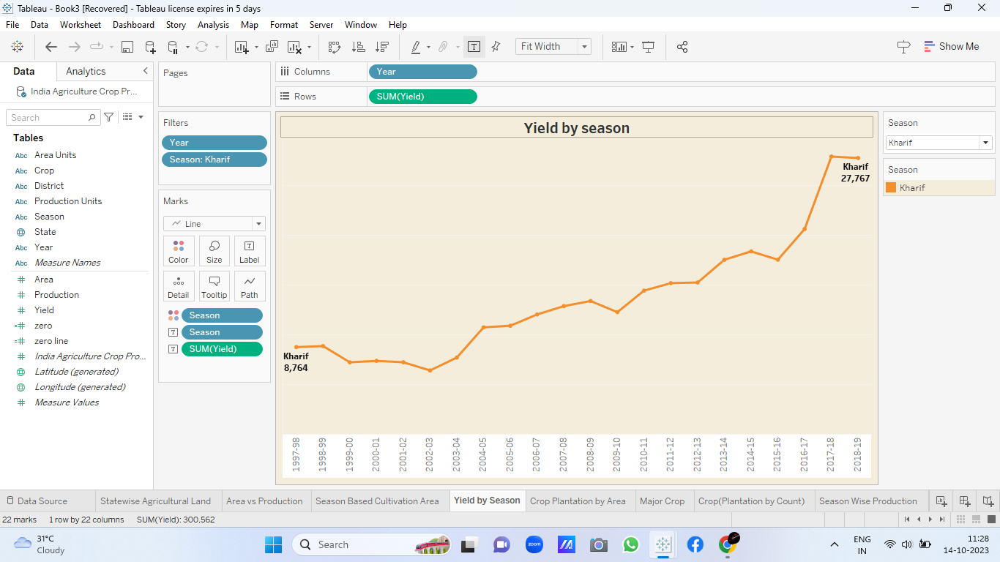 Tableau - Book3 [Recovered] - Tableau license expires in 5 days
File Data Worksheet Dashboard Story Analysis Map Format Server Window Help
Fit Width
Show Me
Data Analytics
India Agriculture Crop Pr...
Search
Tables
Abc Area Units
Abc Crop
Abc District
Abc Production Units
Abc Season
State
Abc Year
Measure Names
Area
Production
Yield
zero
zero line
India Agriculture Crop Pro...
Latitude (generated)
Longitude (generated)
Measure Values
Pages
Filters
Year
Season: Kharif
Marks
Line
Color Size Label
Detail Tooltip Path
Season
Season
SUM(Yield)
Columns Year
Rows SUM(Yield)
Yield by season
Kharif
27,767
Kharif
8,764
1997-98
1998-99
1999-00
2000-01
2001-02
2002-03
2003-04
2004-05
2005-06
2006-07
2007-08
2008-09
2009-10
2010-11
2011-12
2012-13
2013-14
2014-15
2015-16
2016-17
2017-18
2018-19
Season
Kharif
Season
Kharif
Data Source Statewise Agricultural Land Area vs Production Season Based Cultivation Area Yield by Season Crop Plantation by Area Major Crop Crop(Plantation by Count) Season Wise Production
22 marks 1 row by 22 columns SUM(Yield): 300,562
31°C
Cloudy
Search
zoom
ENG
IN
11:28
14-10-2023